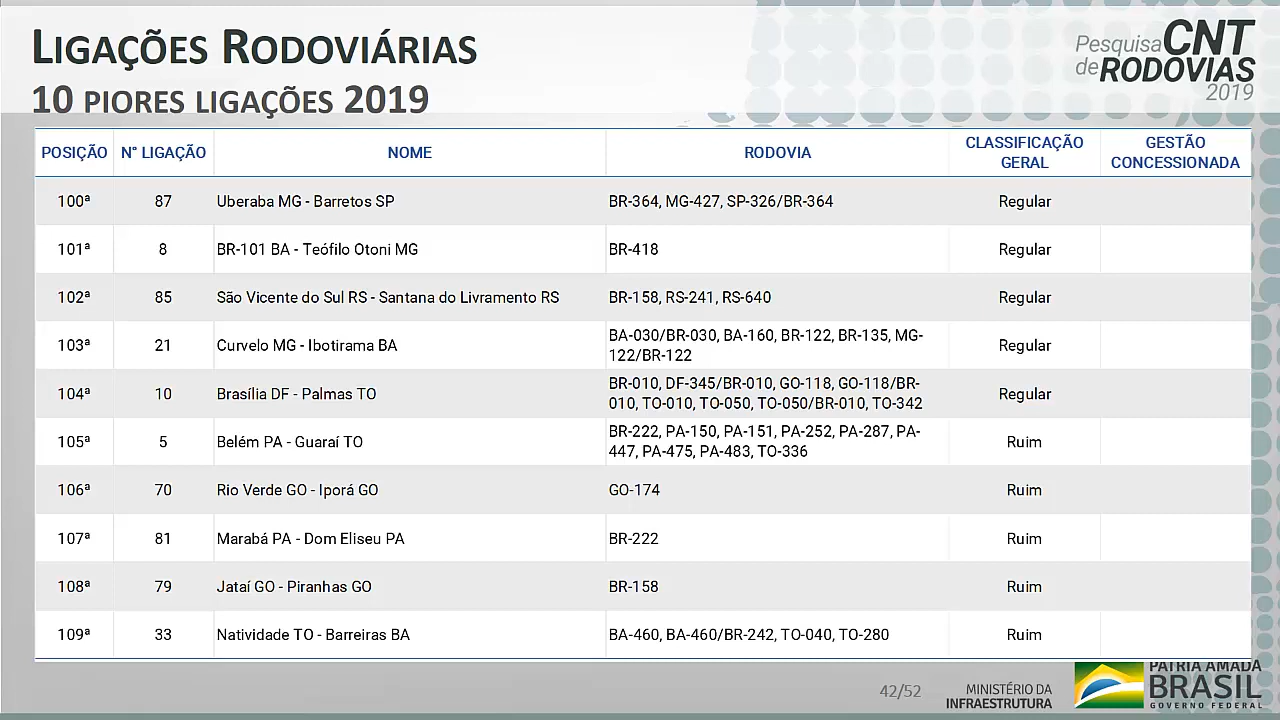 LIGAÇÕES RODOVIÁRIAS
10 PIORES LIGAÇÕES 2019
Pesquisa CNT
de RODOVIAS
2019
POSIÇÃO N° LIGAÇÃO NOME RODOVIA CLASSIFICAÇÃO GERAL GESTÃO CONCESSIONADA
100ª 87 Uberaba MG - Barretos SP BR-364, MG-427, SP-326/BR-364 Regular
101ª 8 BR-101 BA - Teófilo Otoni MG BR-418 Regular
102ª 85 São Vicente do Sul RS - Santana do Livramento RS BR-158, RS-241, RS-640 Regular
103ª 21 Curvelo MG - Ibotirama BA BA-030/BR-030, BA-160, BR-122, BR-135, MG-
122/BR-122 Regular
104ª 10 Brasília DF - Palmas TO BR-010, DF-345/BR-010, GO-118, GO-118/BR-
010, TO-010, TO-050, TO-050/BR-010, TO-342 Regular
105ª 5 Belém PA - Guaraí TO BR-222, PA-150, PA-151, PA-252, PA-287, PA-
447, PA-475, PA-483, TO-336 Ruim
106ª 70 Rio Verde GO - Iporá GO GO-174 Ruim
107ª 81 Marabá PA - Dom Eliseu PA BR-222 Ruim
108ª 79 Jataí GO - Piranhas GO BR-158 Ruim
109ª 33 Natividade TO - Barreiras BA BA-460, BA-460/BR-242, TO-040, TO-280 Ruim
42/52
MINISTÉRIO DA
INFRAESTRUTURA
PÁTRIA AMADA
BRASIL
GOVERNO FEDERAL